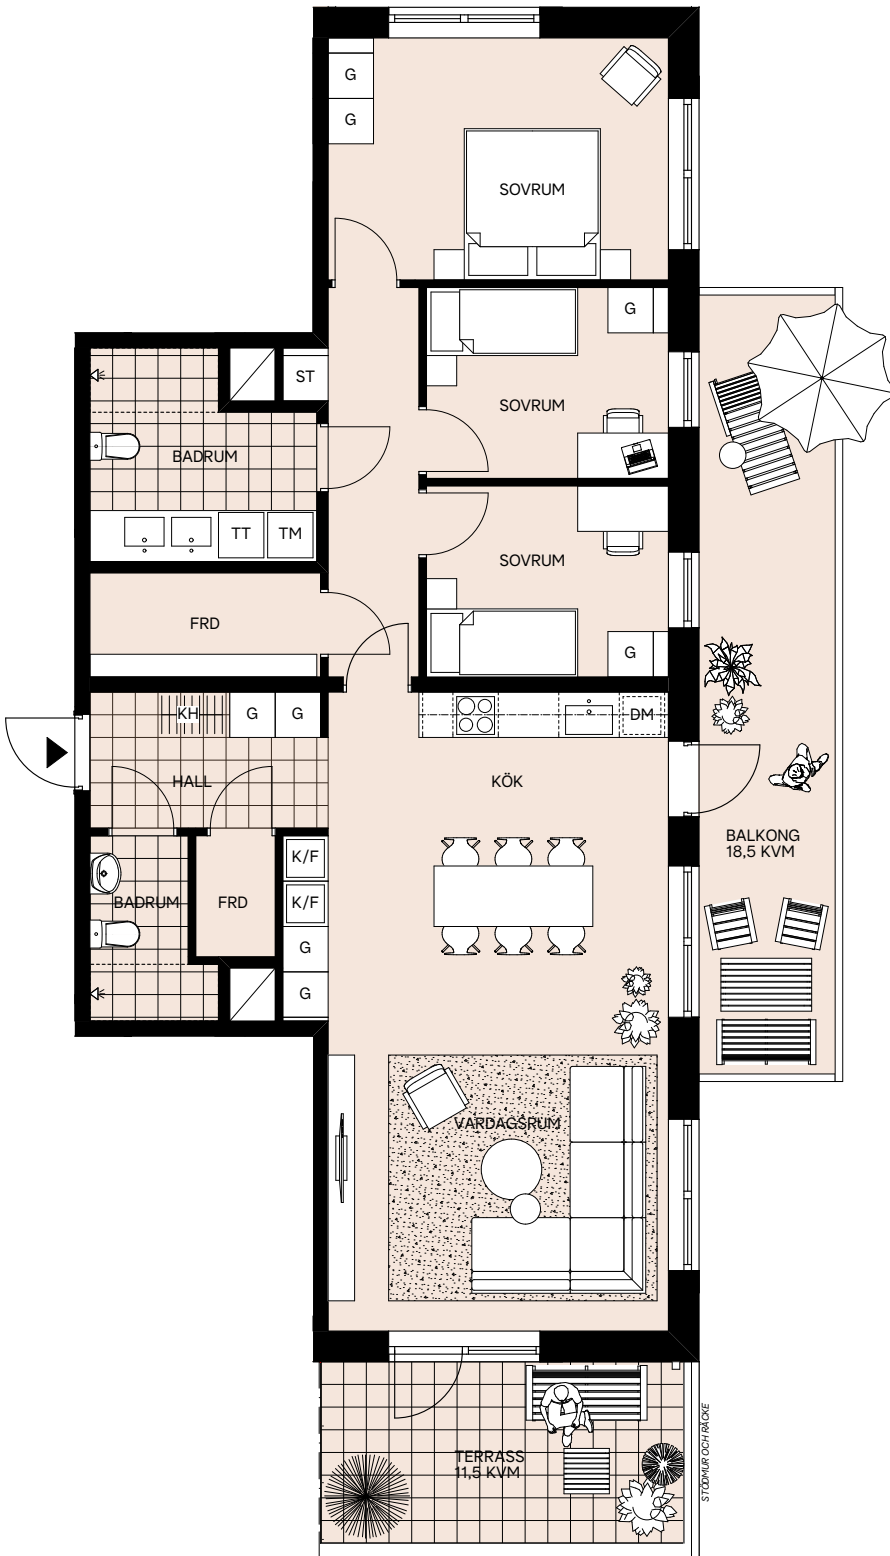 G
G
SOVRUM
G
ST
SOVRUM
BADRUM
TT
TM
SOVRUM
FRD
G
KH
G
G
DM
HALL
KÖK
BALKONG
18,5 KVM
K/F
BADRUM
FRD
K/F
G
G
VARDAGSRUM
TERRASS
11,5 KVM
STÖDMUR OCH RÄCKE